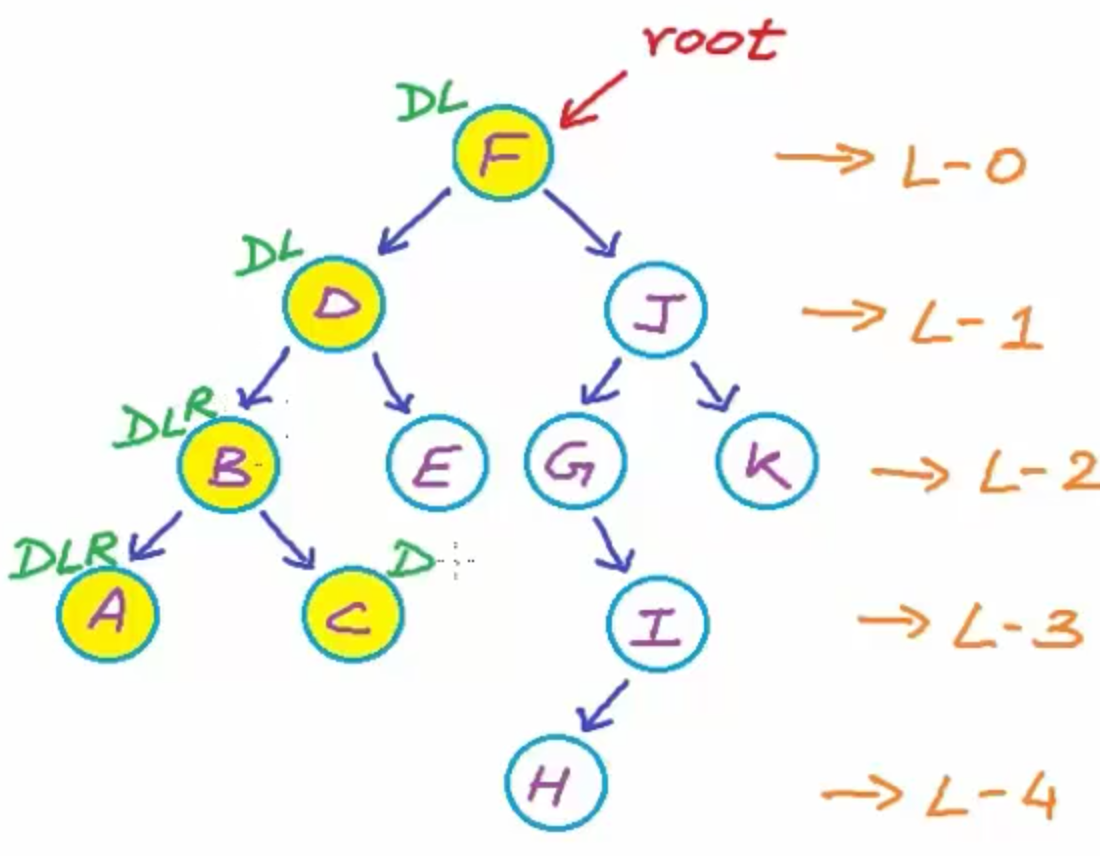 root
DL
F
→ L-0
DL
D
J
→ L-1
DLR
B
E
G
K
→ L-2
DLR
A
D
C
I
→ L-3
H
→ L-4